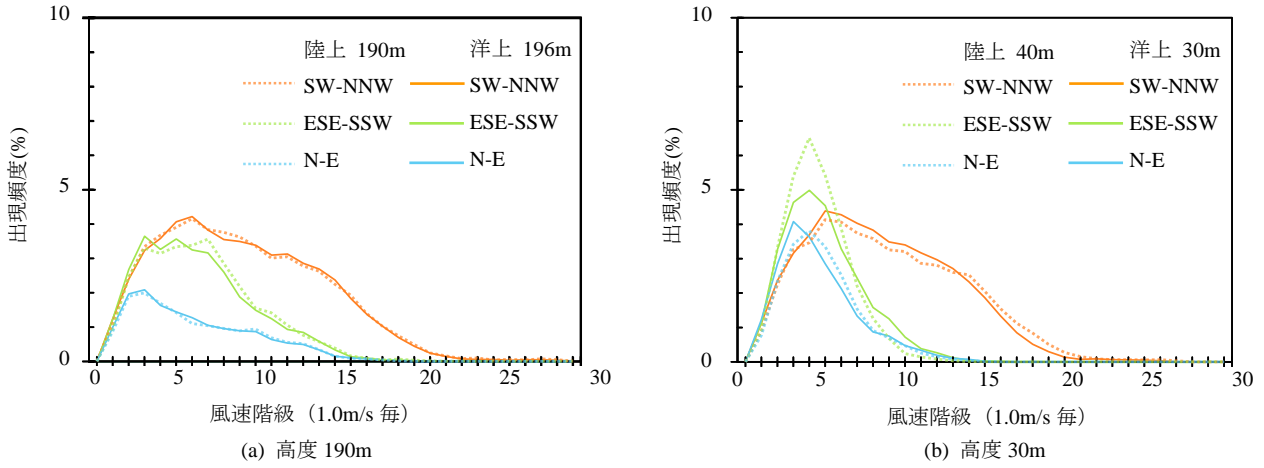 10
5
0
出現頻度(%)
陸上 190m
洋上 196m
SW-NNW
SW-NNW
ESE-SSW
ESE-SSW
N-E
N-E
0 5 10 15 20 25 30
風速階級（1.0m/s 毎）
(a) 高度 190m
10
5
0
出現頻度(%)
陸上 40m
洋上 30m
SW-NNW
SW-NNW
ESE-SSW
ESE-SSW
N-E
N-E
0 5 10 15 20 25 30
風速階級（1.0m/s 毎）
(b) 高度 30m